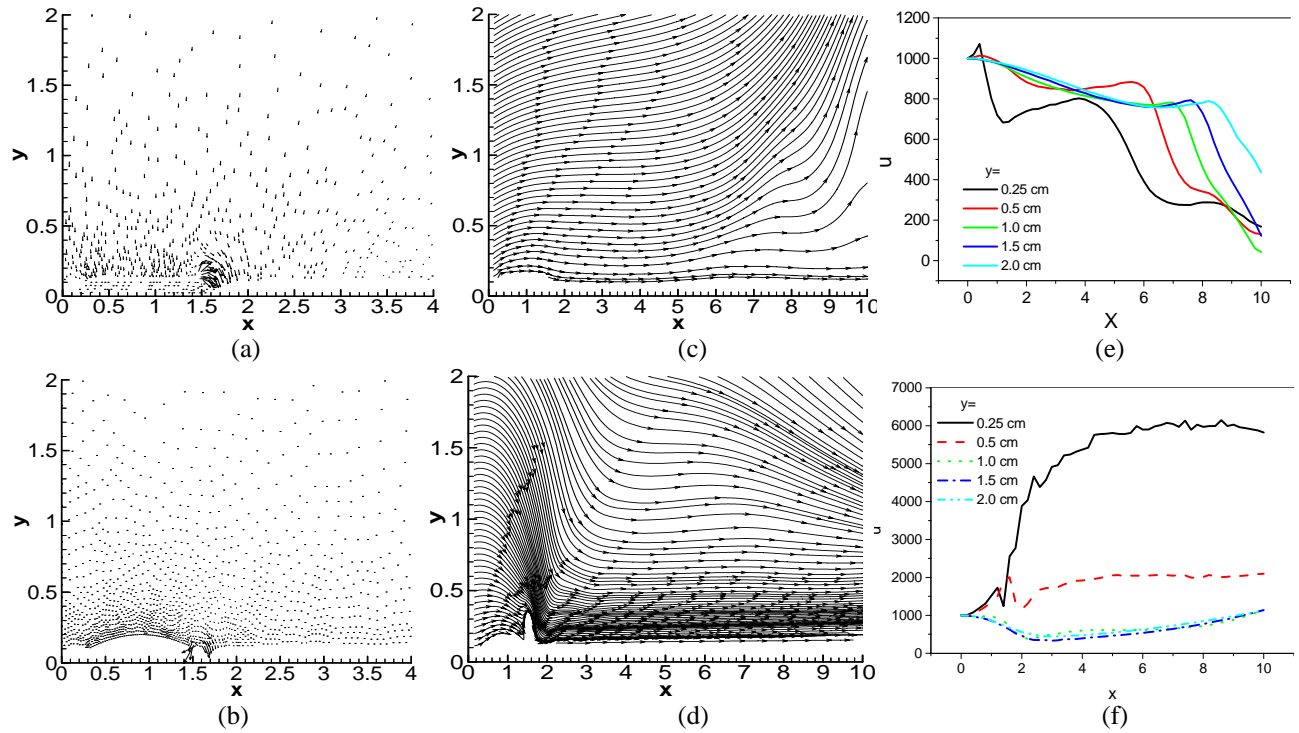 2
1.5
1
0.5
0
y
0 0.5 1 1.5 2 2.5 3 3.5 4
x
(a)
2
1.5
1
0.5
0
y
0 1 2 3 4 5 6 7 8 9 10
x
(c)
1200
1000
800
600
400
200
0
u
y=
0.25 cm
0.5 cm
1.0 cm
1.5 cm
2.0 cm
0 2 4 6 8 10
X
(e)
2
1.5
1
0.5
0
y
0 0.5 1 1.5 2 2.5 3 3.5 4
x
(b)
2
1.5
1
0.5
0
y
0 1 2 3 4 5 6 7 8 9 10
x
(d)
7000
6000
5000
4000
3000
2000
1000
0
u
y=
0.25 cm
0.5 cm
1.0 cm
1.5 cm
2.0 cm
0 2 4 6 8 10
x
(f)